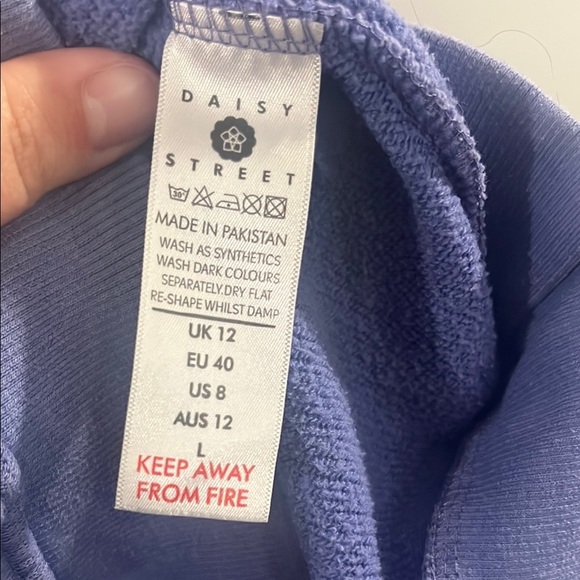 DAISY
STREET
30°
MADE IN PAKISTAN
WASH AS SYNTHETICS
WASH DARK COLOURS
SEPARATELY.DRY FLAT
RE-SHAPE WHILST DAMP
UK 12
EU 40
US 8
AUS 12
L
KEEP AWAY
FROM FIRE